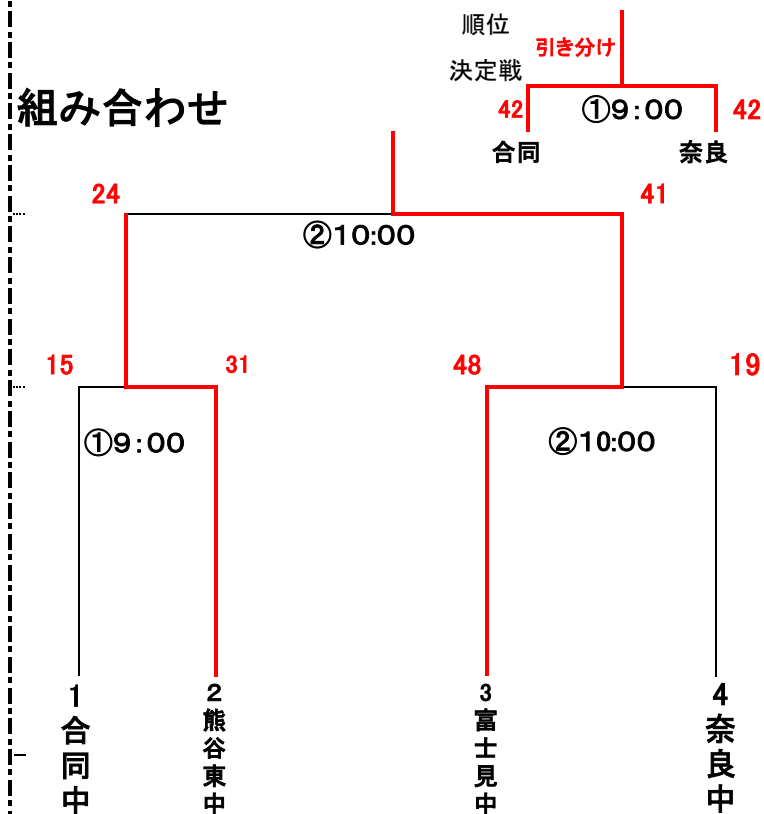 順位
決定戦
引き分け
組み合わせ
42
①9:00
42
合同
奈良
24
41
②10:00
15
31
48
19
①9:00
②10:00
1
合同中
2
熊谷東中
3
富士見中
4
奈良中